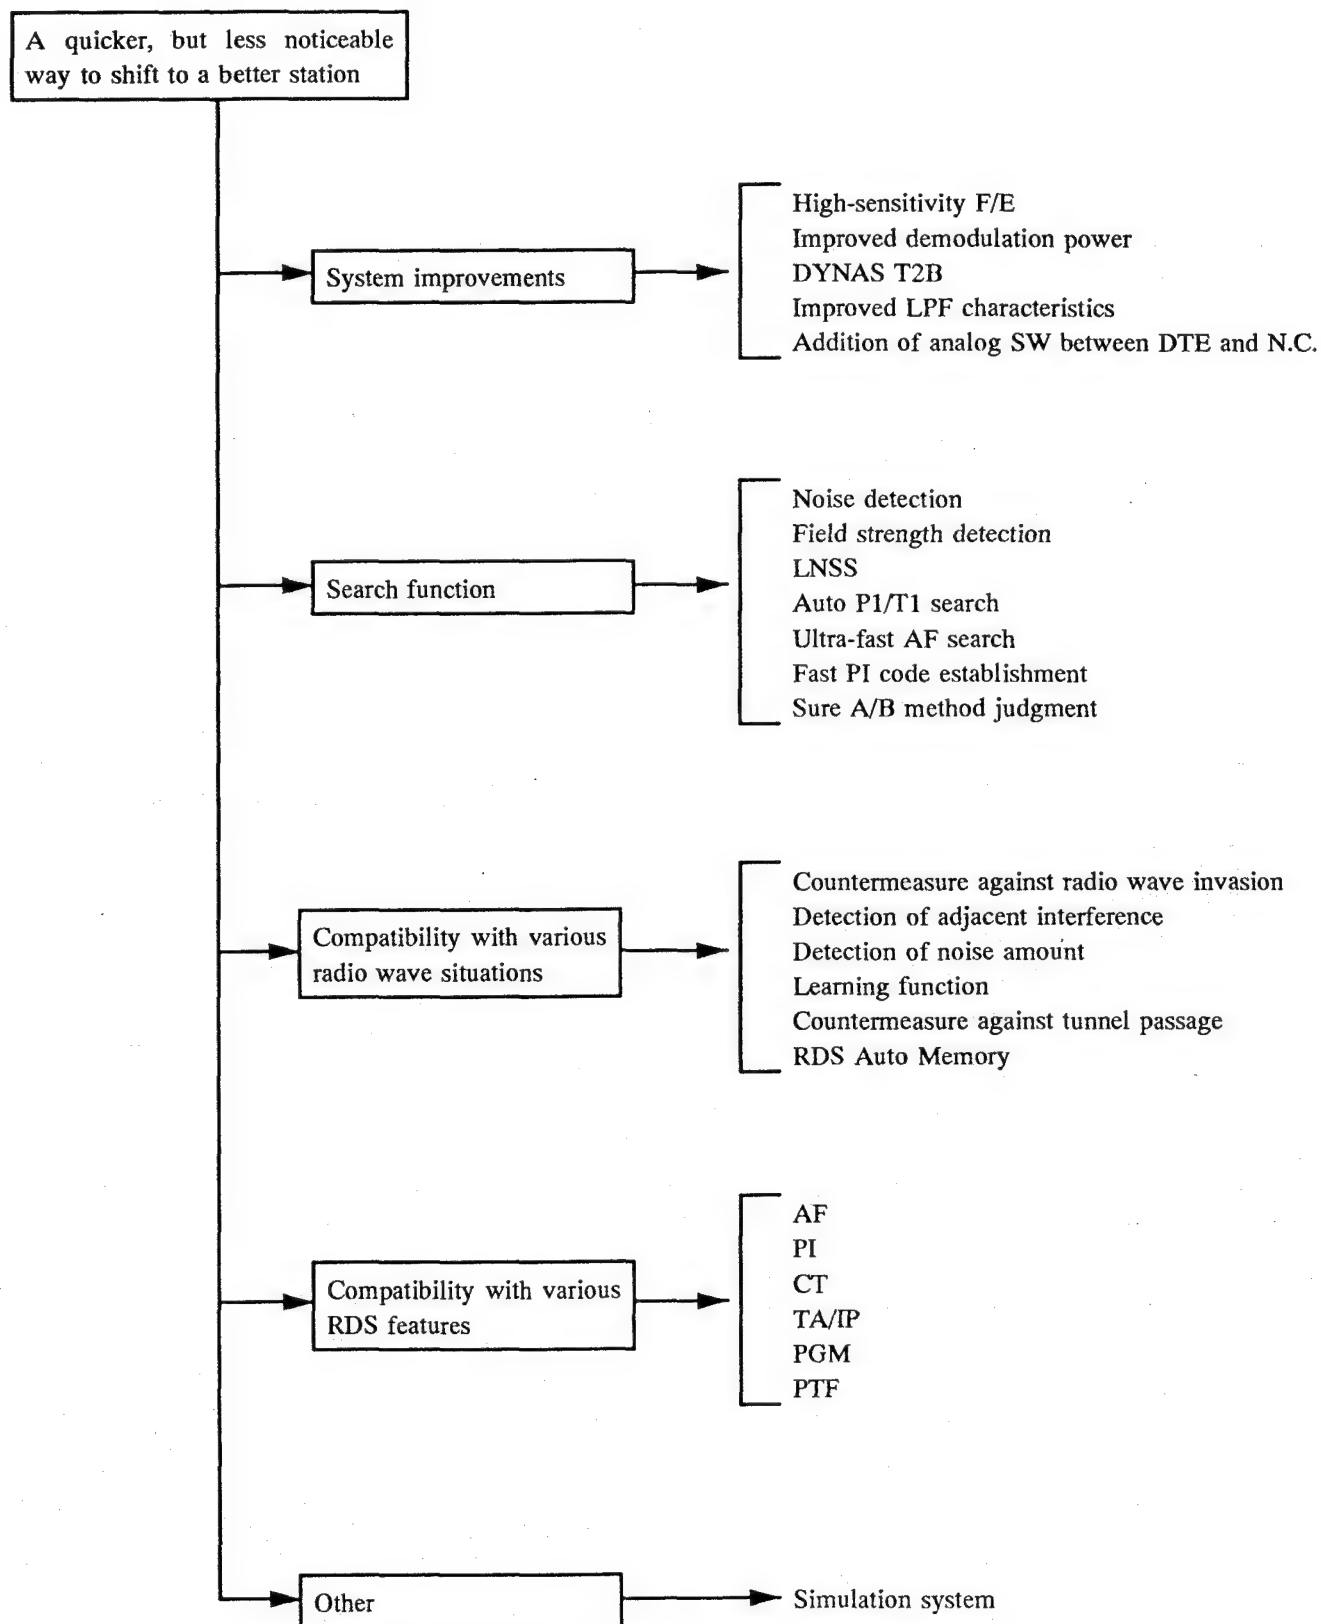 A quicker, but less noticeable
way to shift to a better station
High-sensitivity F/E
Improved demodulation power
System improvements
DYNAS T2B
Improved LPF characteristics
Addition of analog SW between DTE and N.C.
Noise detection
Field strength detection
LNSS
Search function
Auto P1/T1 search
Ultra-fast AF search
Fast PI code establishment
Sure A/B method judgment
Countermeasure against radio wave invasion
Detection of adjacent interference
Compatibility with various
radio wave situations
Detection of noise amount
Learning function
Countermeasure against tunnel passage
RDS Auto Memory
AF
PI
Compatibility with various
RDS features
CT
TA/IP
PGM
PTF
Other
Simulation system